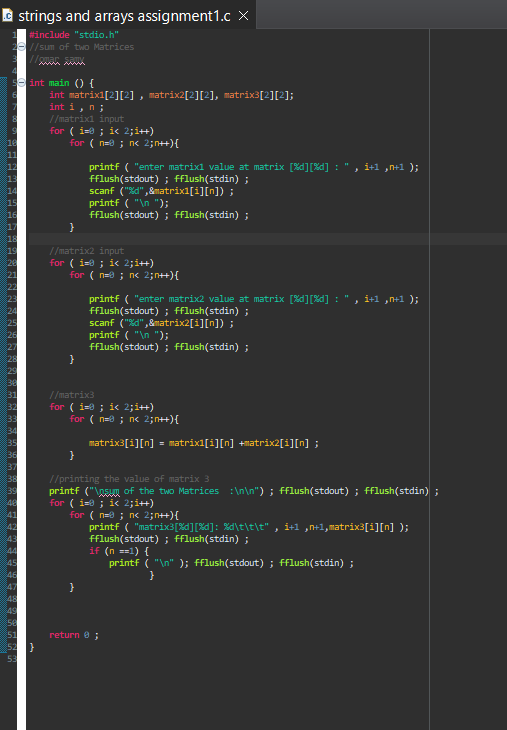 strings and arrays assignment1.c
1 #include "stdio.h"
2 //sum of two Matrices
3 //omar samy
4
5 int main () {
6 int matrix1[2][2] , matrix2[2][2], matrix3[2][2];
7 int i , n ;
8 //matrix1 input
9 for ( i=0 ; i< 2;i++)
10 for ( n=0 ; n< 2;n++){
11
12 printf ( "enter matrix1 value at matrix [%d][%d] : " , i+1 ,n+1 );
13 fflush(stdout) ; fflush(stdin) ;
14 scanf ("%d",&matrix1[i][n]) ;
15 printf ( "\n ");
16 fflush(stdout) ; fflush(stdin) ;
17 }
18
19 //matrix2 input
20 for ( i=0 ; i< 2;i++)
21 for ( n=0 ; n< 2;n++){
22
23 printf ( "enter matrix2 value at matrix [%d][%d] : " , i+1 ,n+1 );
24 fflush(stdout) ; fflush(stdin) ;
25 scanf ("%d",&matrix2[i][n]) ;
26 printf ( "\n ");
27 fflush(stdout) ; fflush(stdin) ;
28 }
29
30
31 //matrix3
32 for ( i=0 ; i< 2;i++)
33 for ( n=0 ; n< 2;n++){
34
35 matrix3[i][n] = matrix1[i][n] +matrix2[i][n] ;
36 }
37
38 //printing the value of matrix 3
39 printf ("\nsum of the two Matrices  :\n\n") ; fflush(stdout) ; fflush(stdin) ;
40 for ( i=0 ; i< 2;i++)
41 for ( n=0 ; n< 2;n++){
42 printf ( "matrix3[%d][%d]: %d\t\t\t" , i+1 ,n+1,matrix3[i][n] );
43 fflush(stdout) ; fflush(stdin) ;
44 if (n ==1) {
45 printf ( "\n" ); fflush(stdout) ; fflush(stdin) ;
46 }
47 }
48
49
50
51 return 0 ;
52 }
53